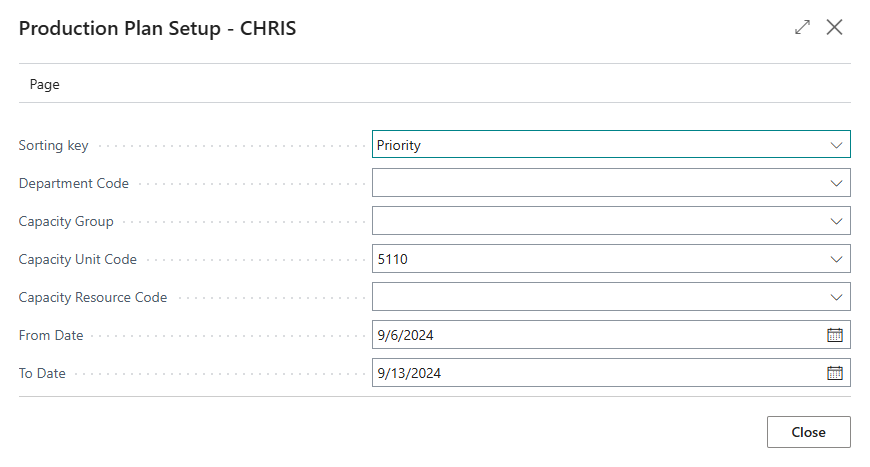 Production Plan Setup - CHRIS
Page
Sorting key Priority
Department Code
Capacity Group
Capacity Unit Code 5110
Capacity Resource Code
From Date 9/6/2024
To Date 9/13/2024
Close